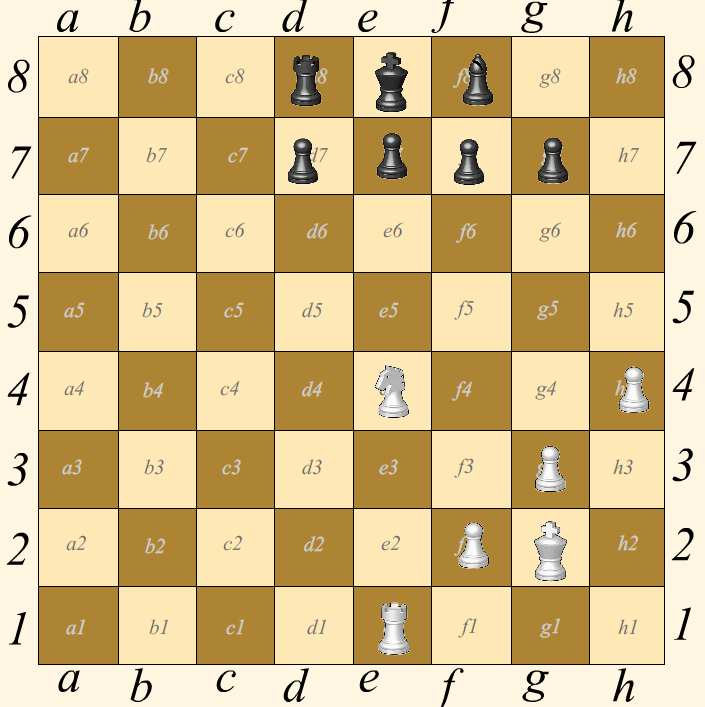 a b c d e f g h
8 a8 b8 c8 8 f8 g8 h8 8
7 a7 b7 c7 d7 h7 7
6 a6 b6 c6 d6 e6 f6 g6 h6 6
5 a5 b5 c5 d5 e5 f5 g5 h5 5
4 a4 b4 c4 d4 f4 g4 h 4
3 a3 b3 c3 d3 e3 f3 h3 3
2 a2 b2 c2 d2 e2 f h2 2
1 a1 b1 c1 d1 f1 g1 h1 1
a b c d e f g h